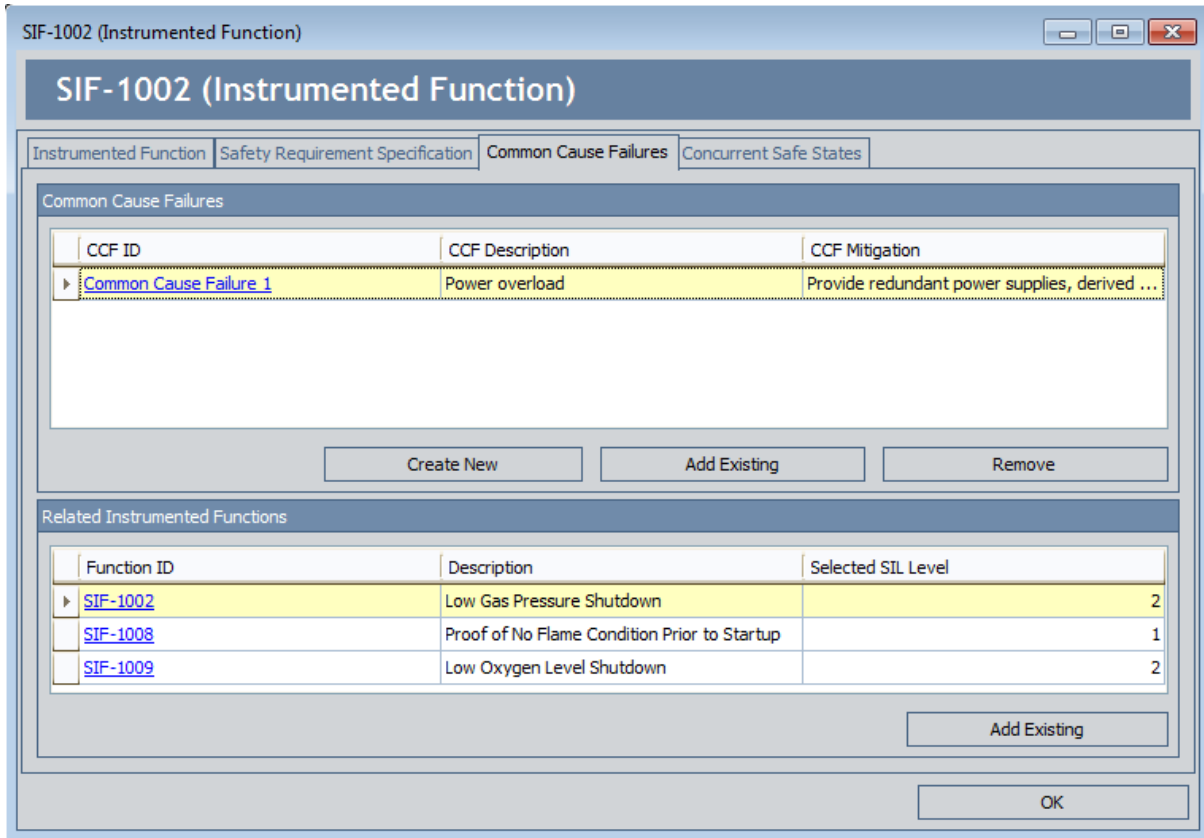 SIF-1002 (Instrumented Function)
SIF-1002 (Instrumented Function)
Instrumented Function Safety Requirement Specification Common Cause Failures Concurrent Safe States
Common Cause Failures
CCF ID CCF Description CCF Mitigation
Common Cause Failure 1 Power overload Provide redundant power supplies, derived ...
Create New Add Existing Remove
Related Instrumented Functions
Function ID Description Selected SIL Level
SIF-1002 Low Gas Pressure Shutdown 2
SIF-1008 Proof of No Flame Condition Prior to Startup 1
SIF-1009 Low Oxygen Level Shutdown 2
Add Existing
OK